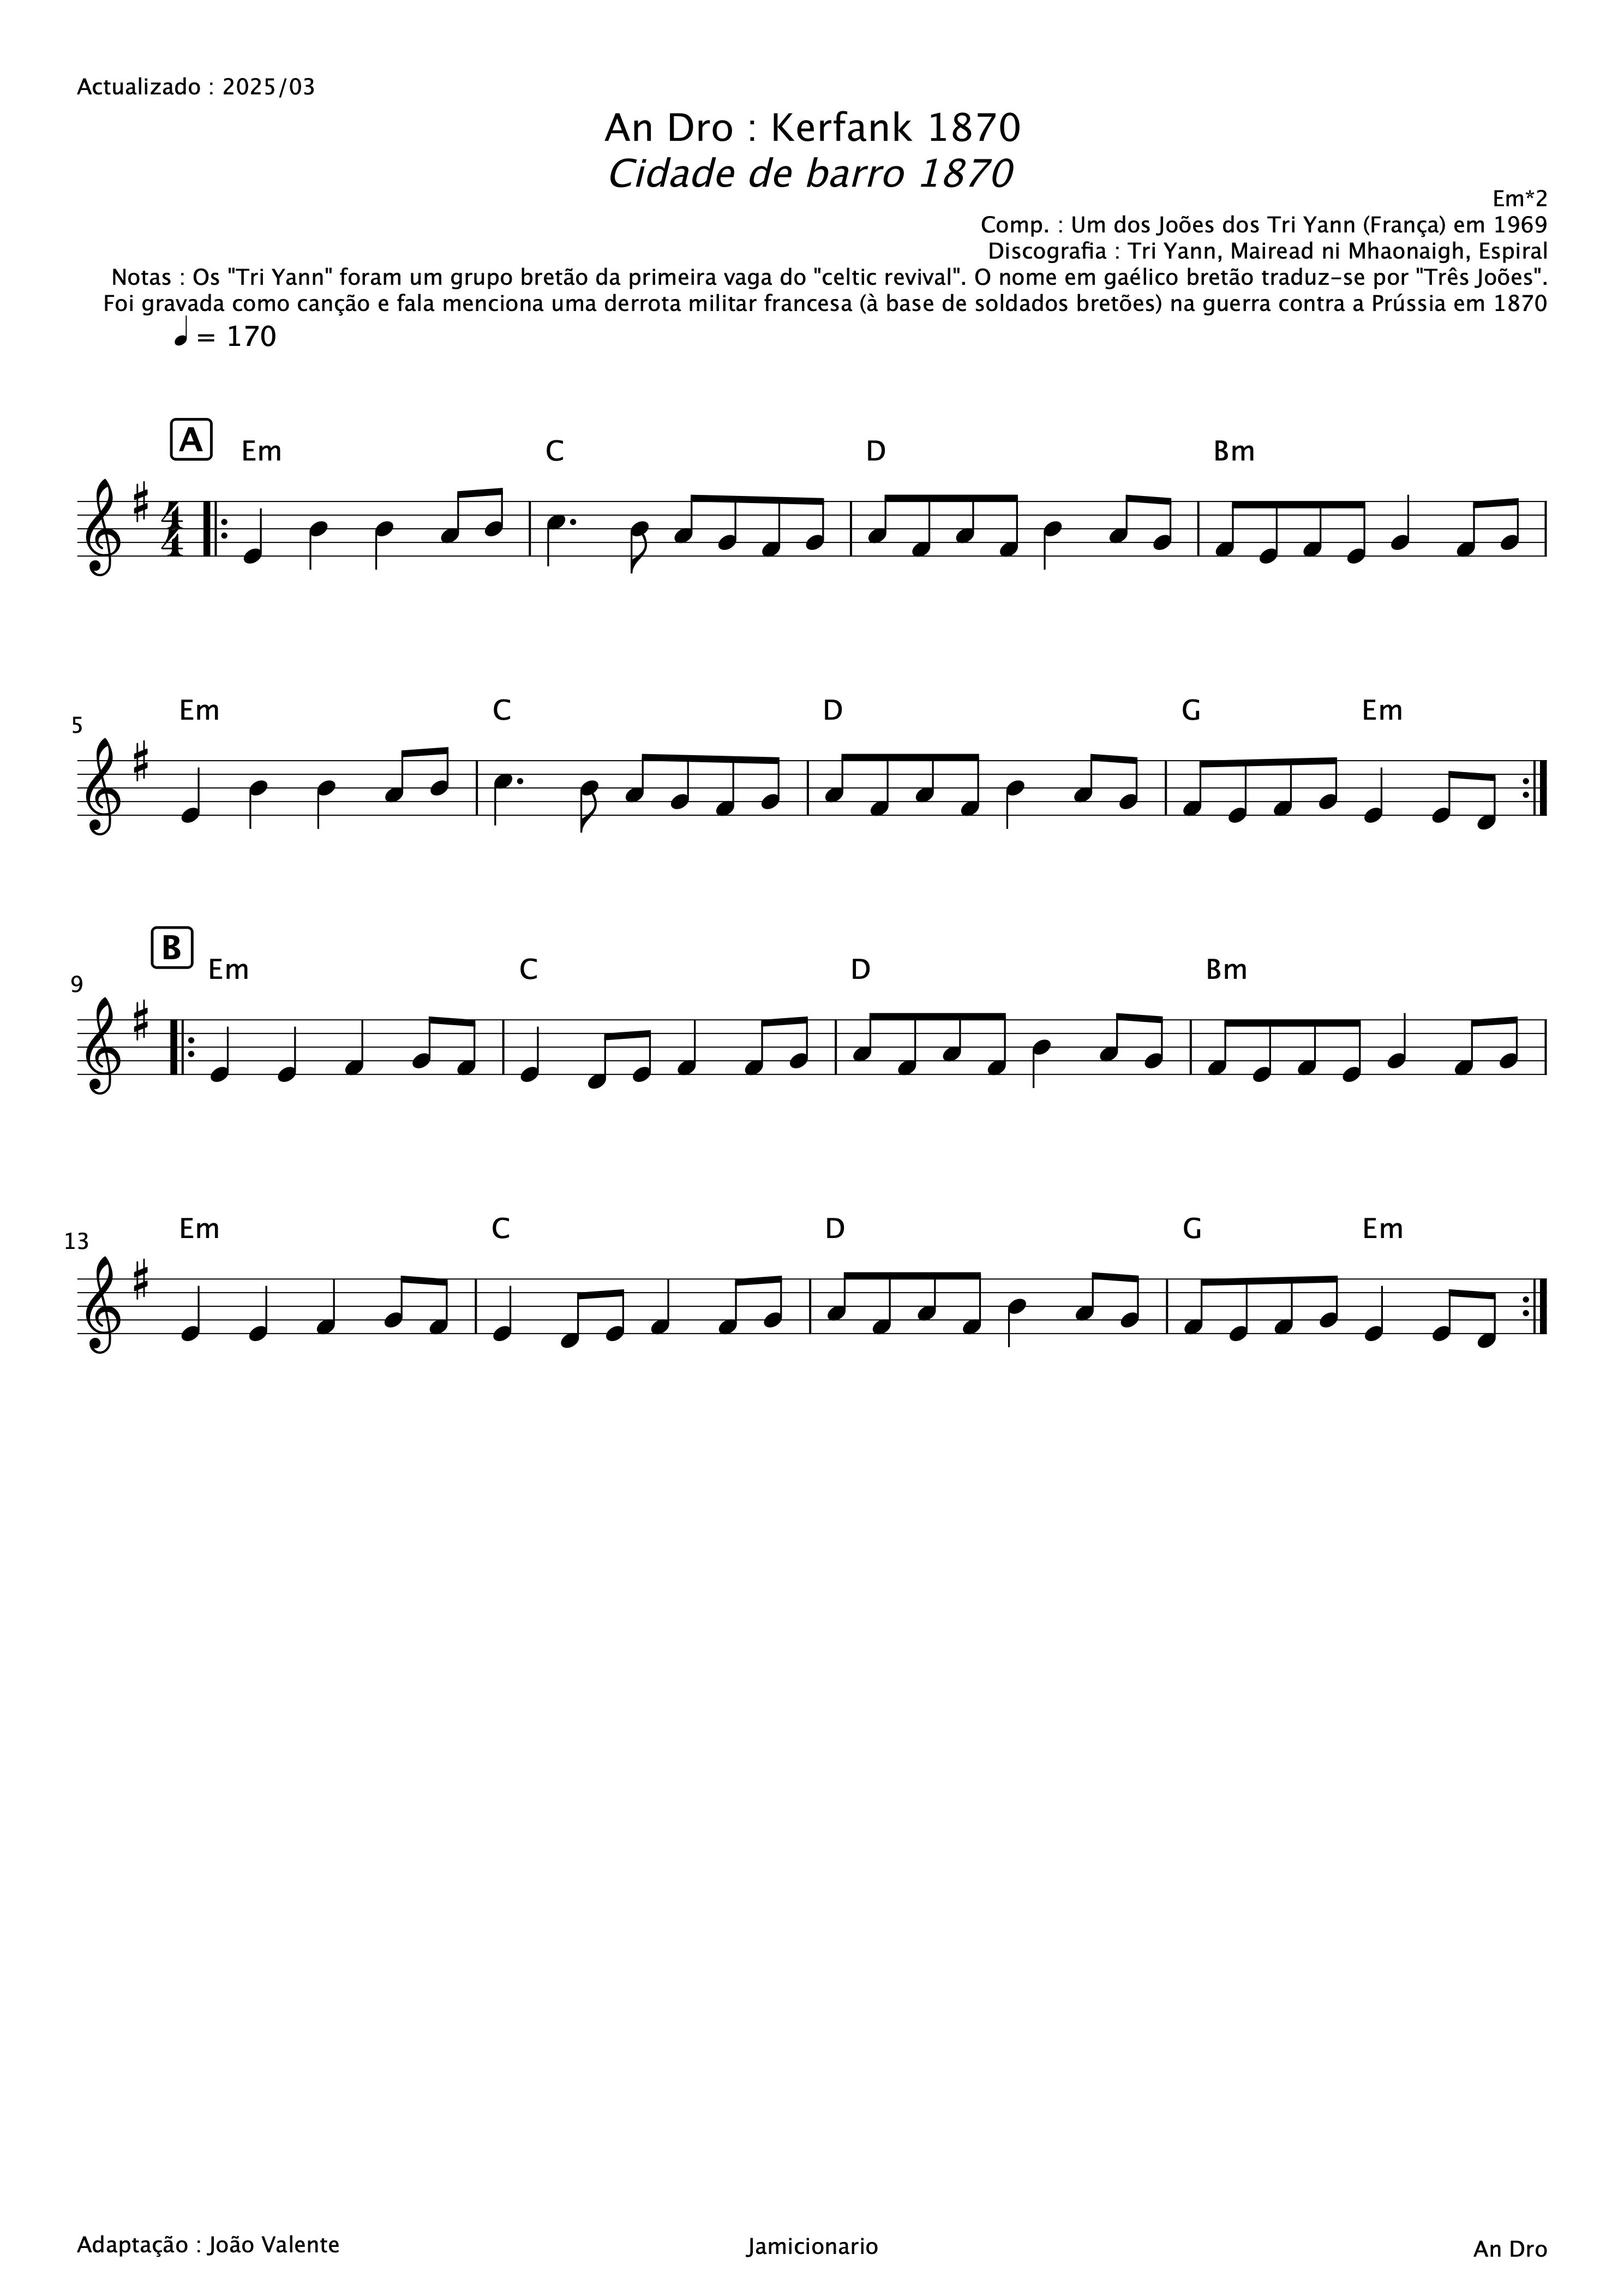 Actualizado : 2025/03
An Dro : Kerfank 1870
Cidade de barro 1870
Em*2
Comp. : Um dos Joões dos Tri Yann (França) em 1969
Discografia : Tri Yann, Mairead ni Mhaonaigh, Espiral
Notas : Os "Tri Yann" foram um grupo bretão da primeira vaga do "celtic revival". O nome em gaélico bretão traduz-se por "Três Joões".
Foi gravada como canção e fala menciona uma derrota militar francesa (à base de soldados bretões) na guerra contra a Prússia em 1870
= 170
A
Em C D Bm
4
4
5
Em C D G Em
B
Em C D Bm
9
Em C D G Em
13
Adaptação : João Valente
Jamicionario
An Dro